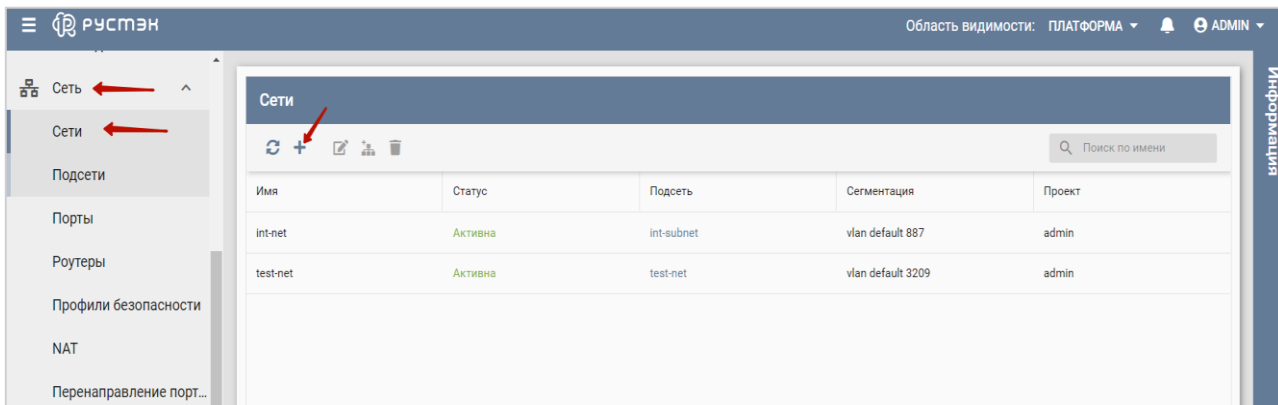 РУСТЭК
Область видимости: ПЛАТФОРМА
ADMIN
Сеть
Сети
Подсети
Порты
Роутеры
Профили безопасности
NAT
Перенаправление порт...
Сети
Поиск по имени
Имя Статус Подсеть Сегментация Проект
int-net Активна int-subnet vlan default 887 admin
test-net Активна test-net vlan default 3209 admin
Информация